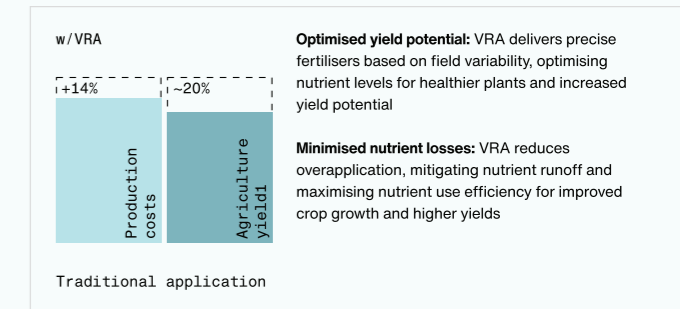 w/VRA
+14%
~20%
Production
costs
Agriculture
yield1
Traditional application
Optimised yield potential: VRA delivers precise
fertilisers based on field variability, optimising
nutrient levels for healthier plants and increased
yield potential
Minimised nutrient losses: VRA reduces
overapplication, mitigating nutrient runoff and
maximising nutrient use efficiency for improved
crop growth and higher yields